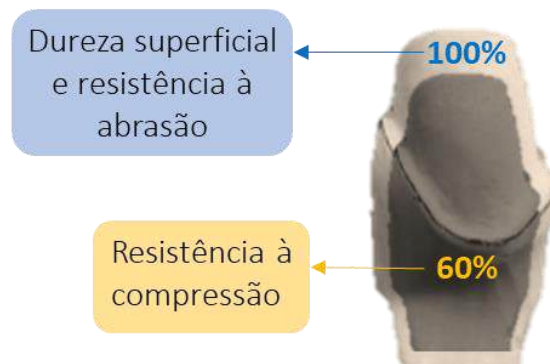 Dureza superficial
e resistência à
abrasão
100%
Resistência à
compressão
60%